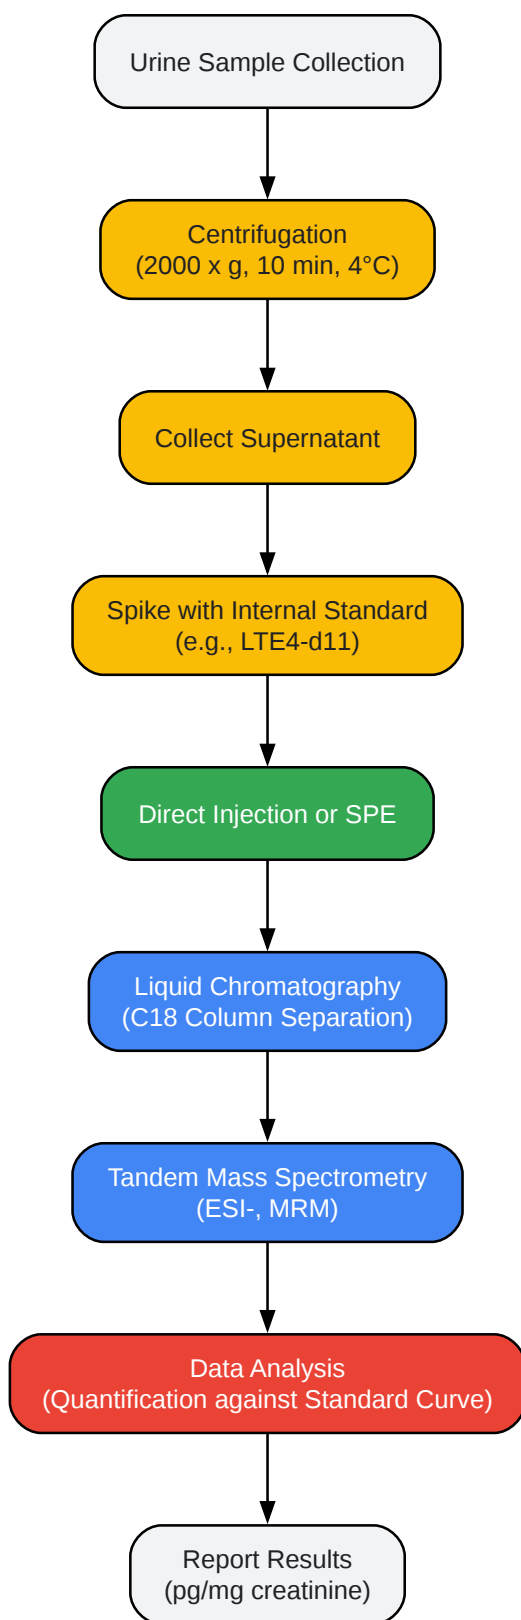 Urine Sample Collection
Centrifugation
(2000 x g, 10 min, 4°C)
Collect Supernatant
Spike with Internal Standard
(e.g., LTE4-d11)
Direct Injection or SPE
Liquid Chromatography
(C18 Column Separation)
Tandem Mass Spectrometry
(ESI-, MRM)
Data Analysis
(Quantification against Standard Curve)
Report Results
(pg/mg creatinine)